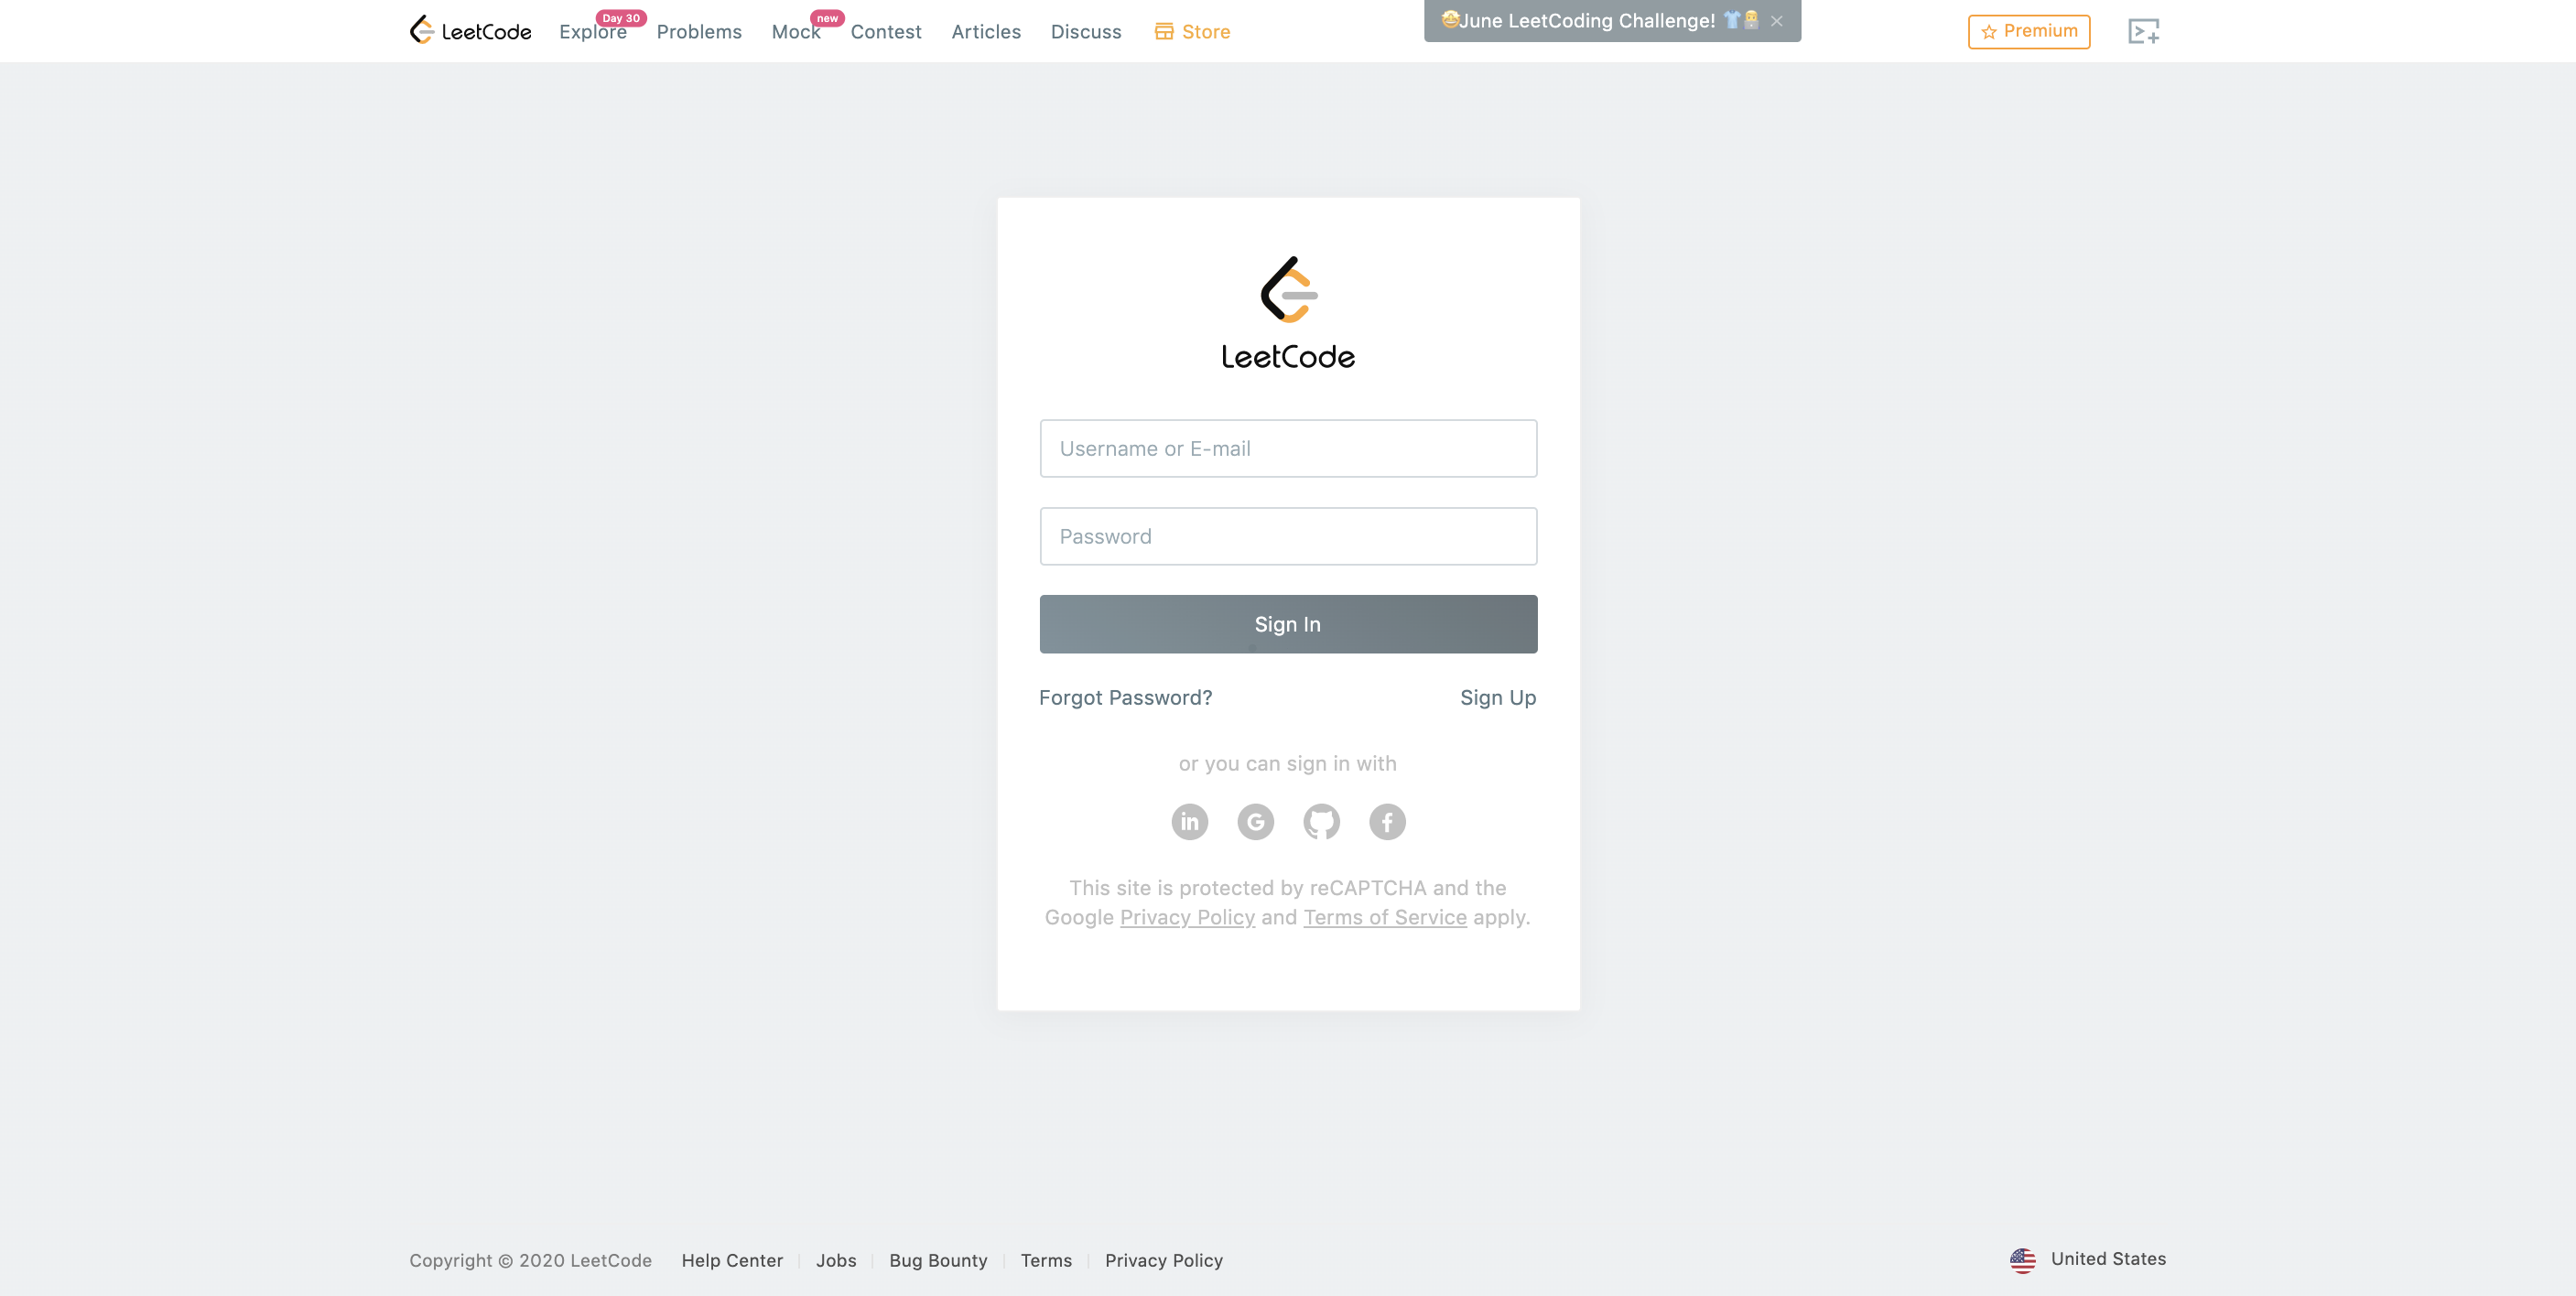 LeetCode Explore Day 30 Problems Mock new Contest Articles Discuss Store June LeetCoding Challenge! Premium
LeetCode
Username or E-mail
Password
Sign In
Forgot Password? Sign Up
or you can sign in with
This site is protected by reCAPTCHA and the
Google Privacy Policy and Terms of Service apply.
Copyright © 2020 LeetCode Help Center Jobs Bug Bounty Terms Privacy Policy United States